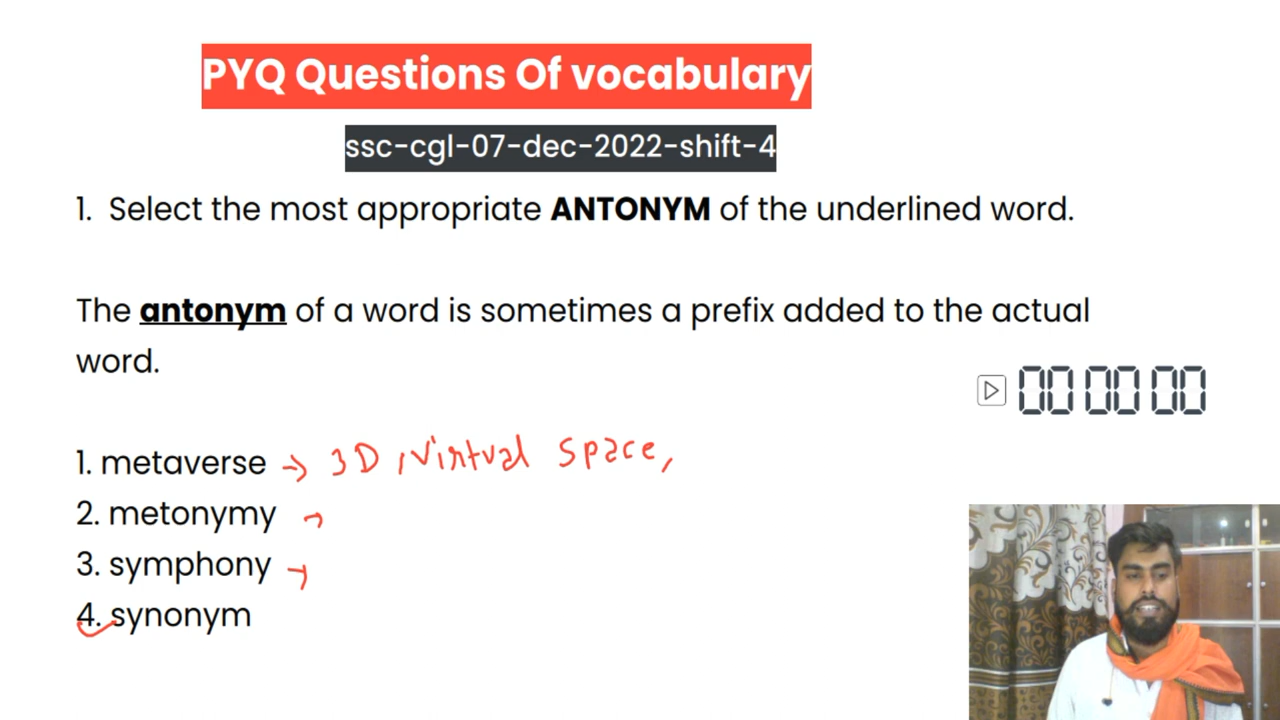 PYQ Questions Of vocabulary
ssc-cgl-07-dec-2022-shift-4
1. Select the most appropriate ANTONYM of the underlined word.
The antonym of a word is sometimes a prefix added to the actual
word.
00 00 00
1. metaverse → 3D, Virtual Space,
2. metonymy →
3. symphony →
4. synonym